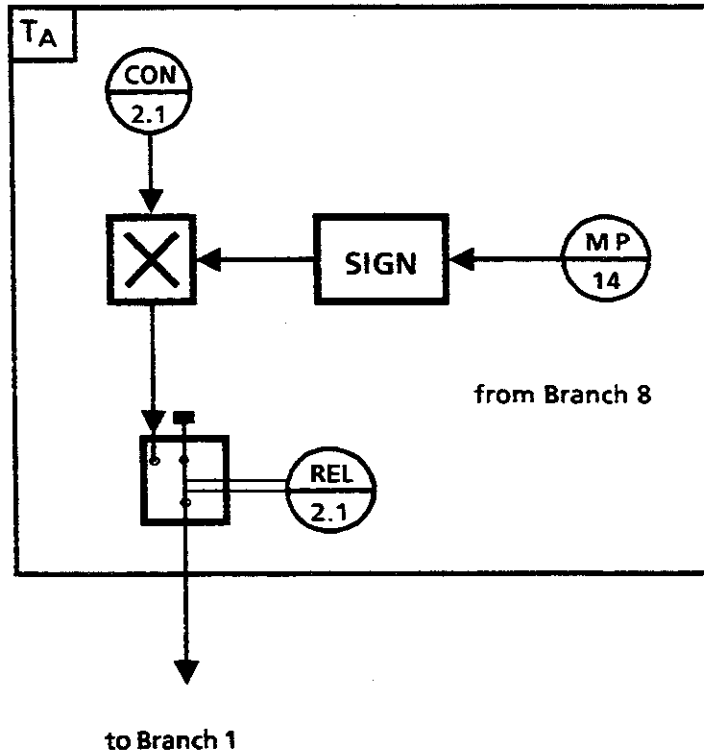 TA
CON
2.1
SIGN
MP
14
from Branch 8
REL
2.1
to Branch 1